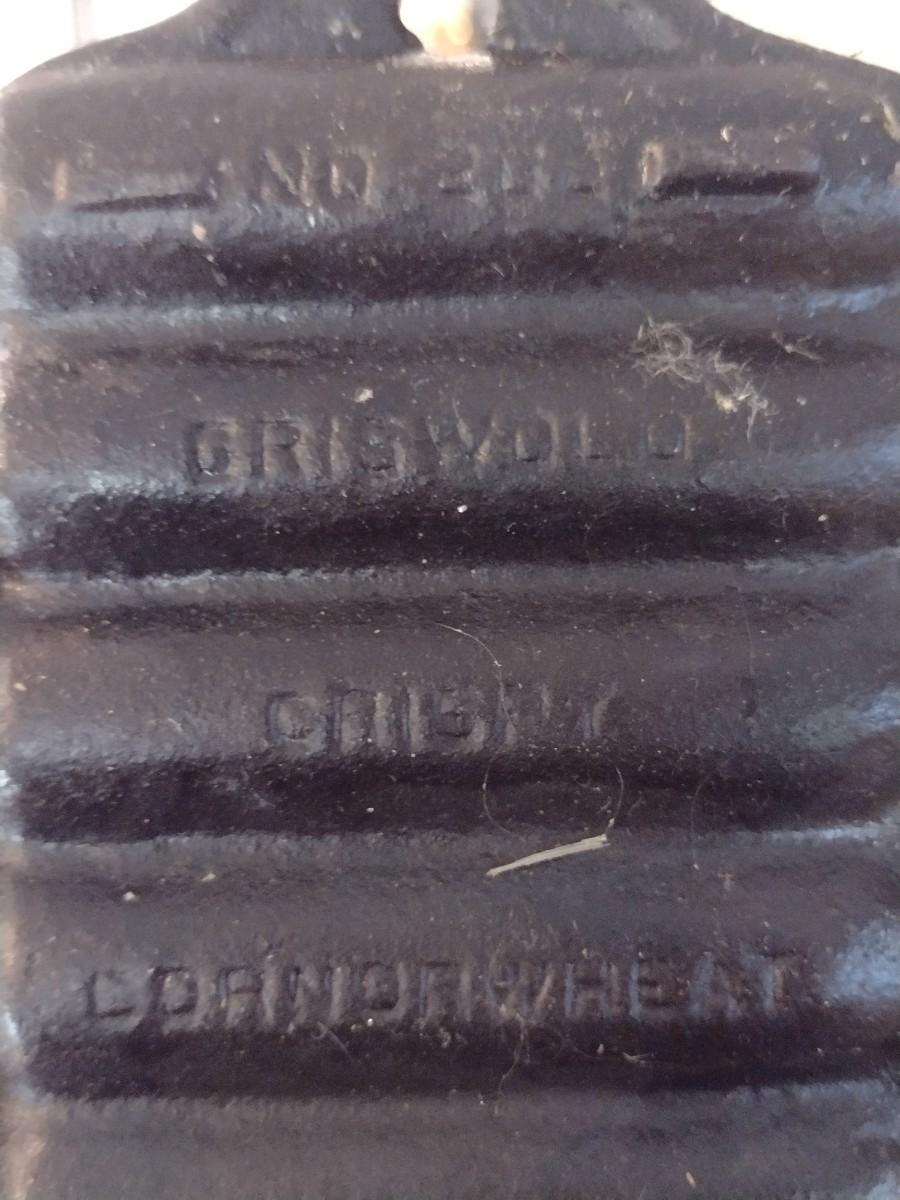 NO
GRISWOLD
CRISPY
CORN OR WHEAT